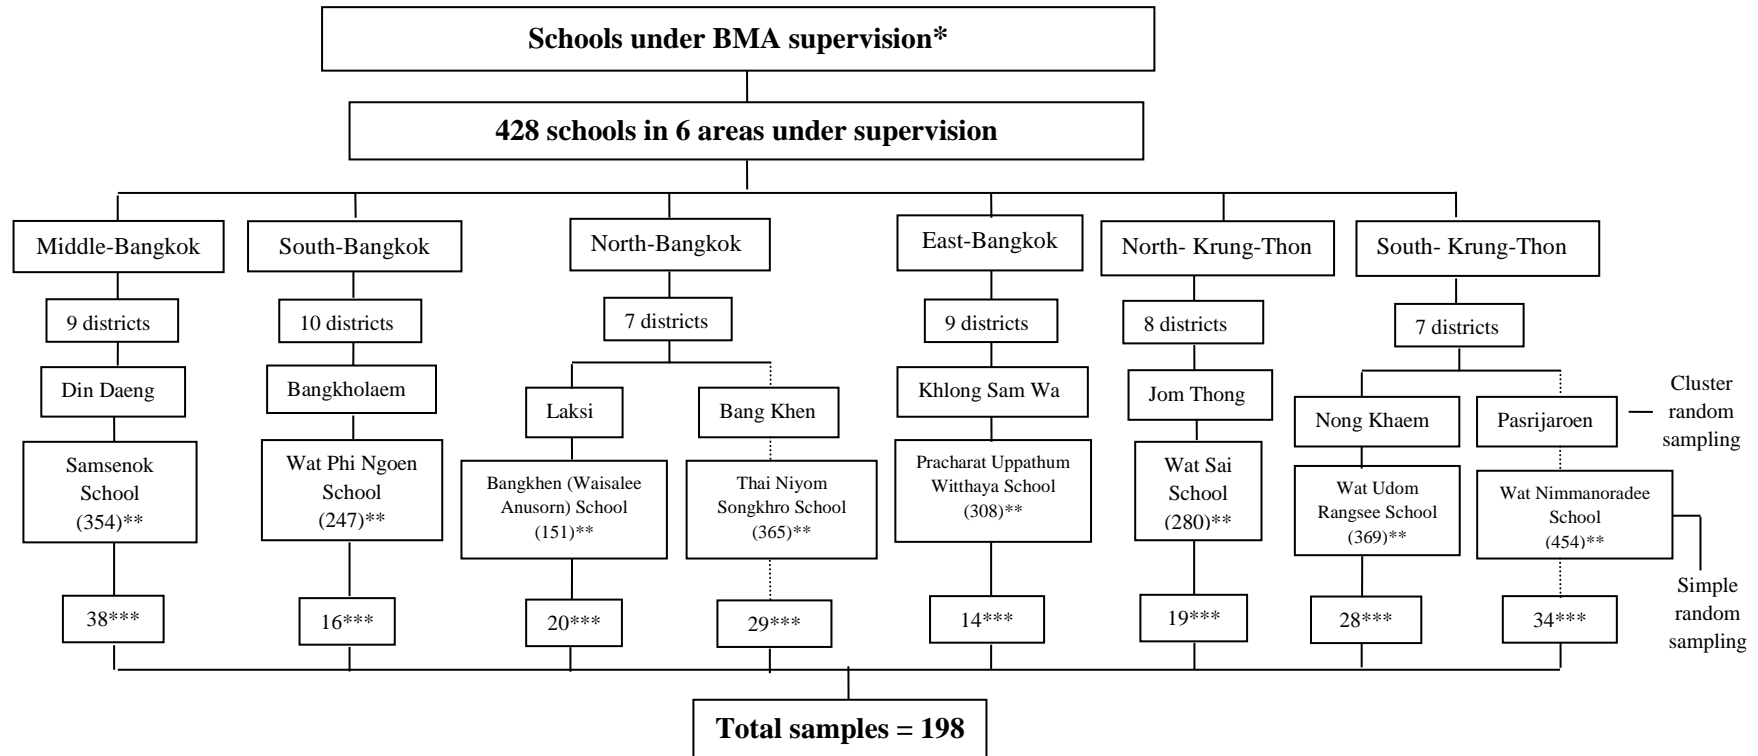 Schools under BMA supervision*
428 schools in 6 areas under supervision
Middle-Bangkok
South-Bangkok
North-Bangkok
East-Bangkok
North- Krung-Thon
South- Krung-Thon
9 districts
10 districts
7 districts
9 districts
8 districts
7 districts
Din Daeng
Bangkholaem
Laksi
Bang Khen
Khlong Sam Wa
Jom Thong
Nong Khaem
Pasrijaroen
Cluster
random
sampling
Samsenok
School
(354)**
Wat Phi Ngoen
School
(247)**
Bangkhen (Waisalee
Anusorn) School
(151)**
Thai Niyom
Songkhro School
(365)**
Pracharat Uppathum
Witthaya School
(308)**
Wat Sai
School
(280)**
Wat Udom
Rangsee School
(369)**
Wat Nimmanoradee
School
(454)**
Simple
random
sampling
38***
16***
20***
29***
14***
19***
28***
34***
Total samples = 198